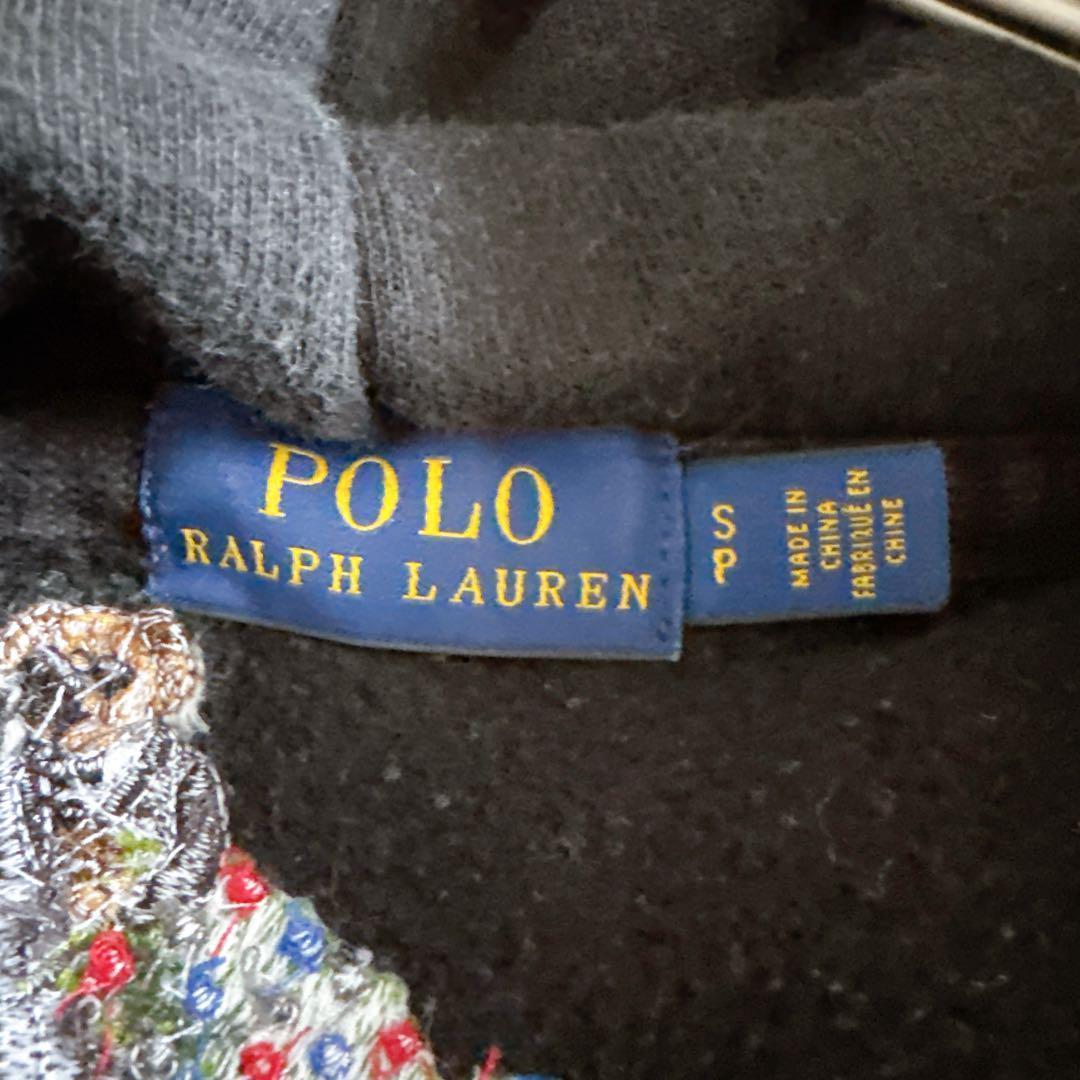 POLO
RALPH LAUREN
S
P
MADE IN
CHINA
FABRIQUÉ EN
CHINE